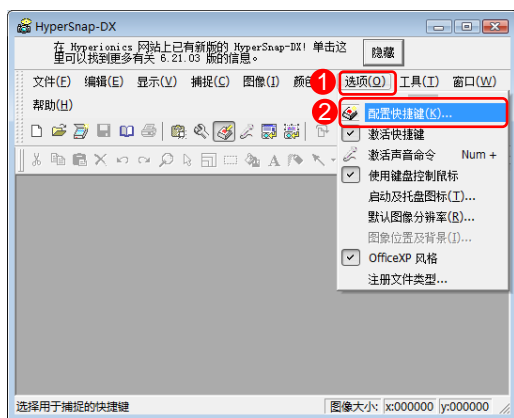 HyperSnap-DX
在 Hyperionics 网站上已有新版的 HyperSnap-DX! 单击这
里可以找到更多有关 6.21.03 版的信息。
隐藏
文件(F) 编辑(E) 显示(V) 捕捉(C) 图像(I) 颜色 1 选项(O) 工具(T) 窗口(W)
帮助(H)
2 配置快捷键(K)...
激活快捷键
激活声音命令 Num +
使用键盘控制鼠标
启动及托盘图标(T)...
默认图像分辨率(R)...
图象位置及背景(I)...
OfficeXP 风格
注册文件类型...
选择用于捕捉的快捷键 图像大小: x:000000 y:000000